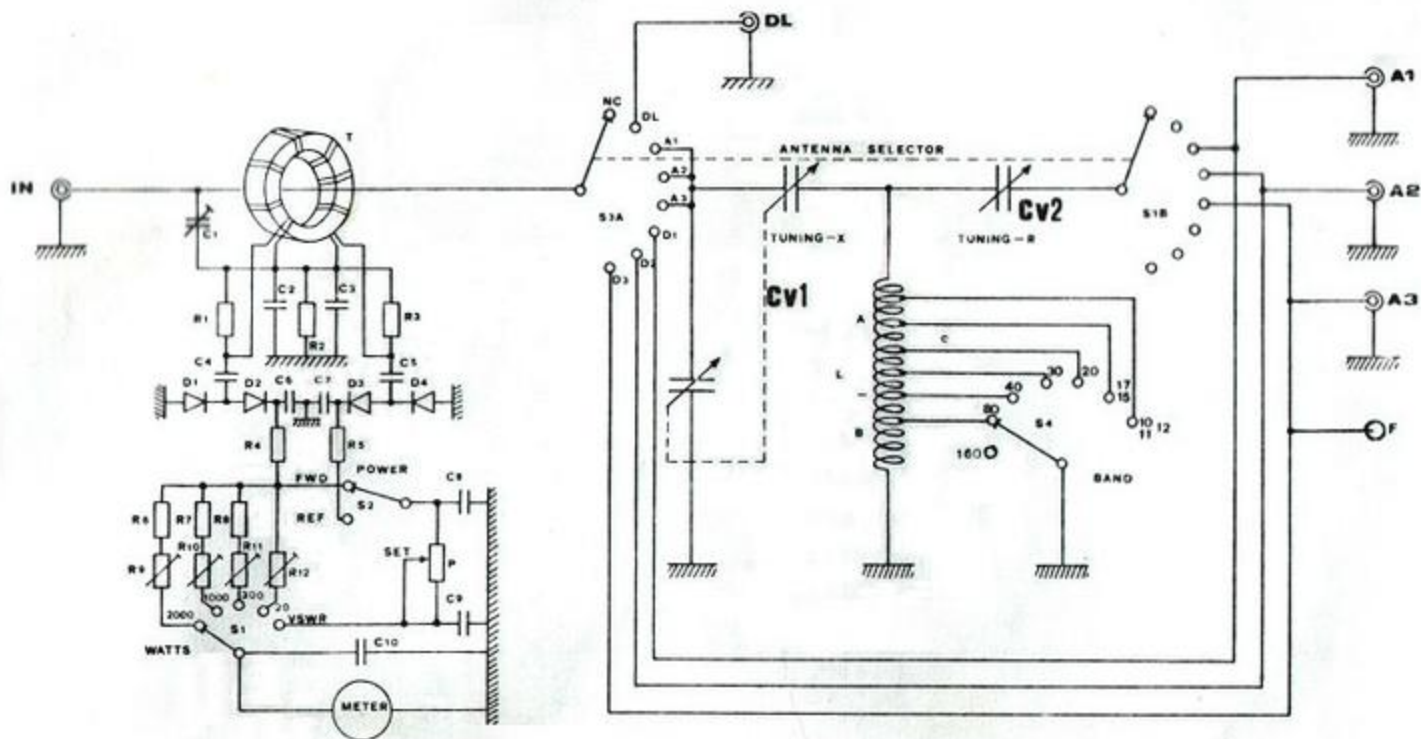 DL
A1
NC
DL
T
A1
ANTENNA SELECTOR
A2
IN
A3
S3A
C1
D1
TUNING-X
Cv2
TUNING-R
S1B
A2
D2
D3
Cv1
C2
C3
R1
R2
R3
A
C
A3
C4
C5
L
30
20
17
15
40
D1
D2
C6
C7
D3
D4
I
80
S4
10
11
12
B
160
F
R4
R5
BAND
POWER
FWD
C8
S2
REF
R6
R7
R8
R10
R11
SET
P
R9
R12
1000
200
20
C9
2000
VSWR
S1
WATTS
C10
METER